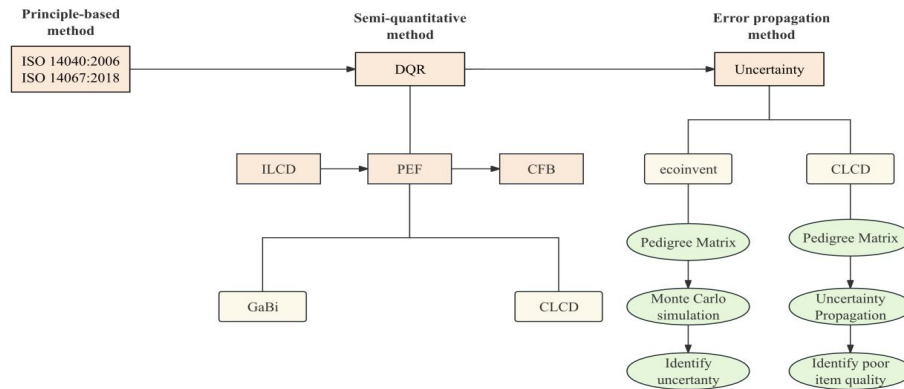 Principle-based
method
Semi-quantitative
method
Error propagation
method
ISO 14040:2006
ISO 14067:2018
DQR
Uncertainty
ILCD
PEF
CFB
ecoinvent
CLCD
Pedigree Matrix
Pedigree Matrix
GaBi
CLCD
Monte Carlo
simulation
Uncertainty
Propagation
Identify
uncertanty
Identify poor
item quality